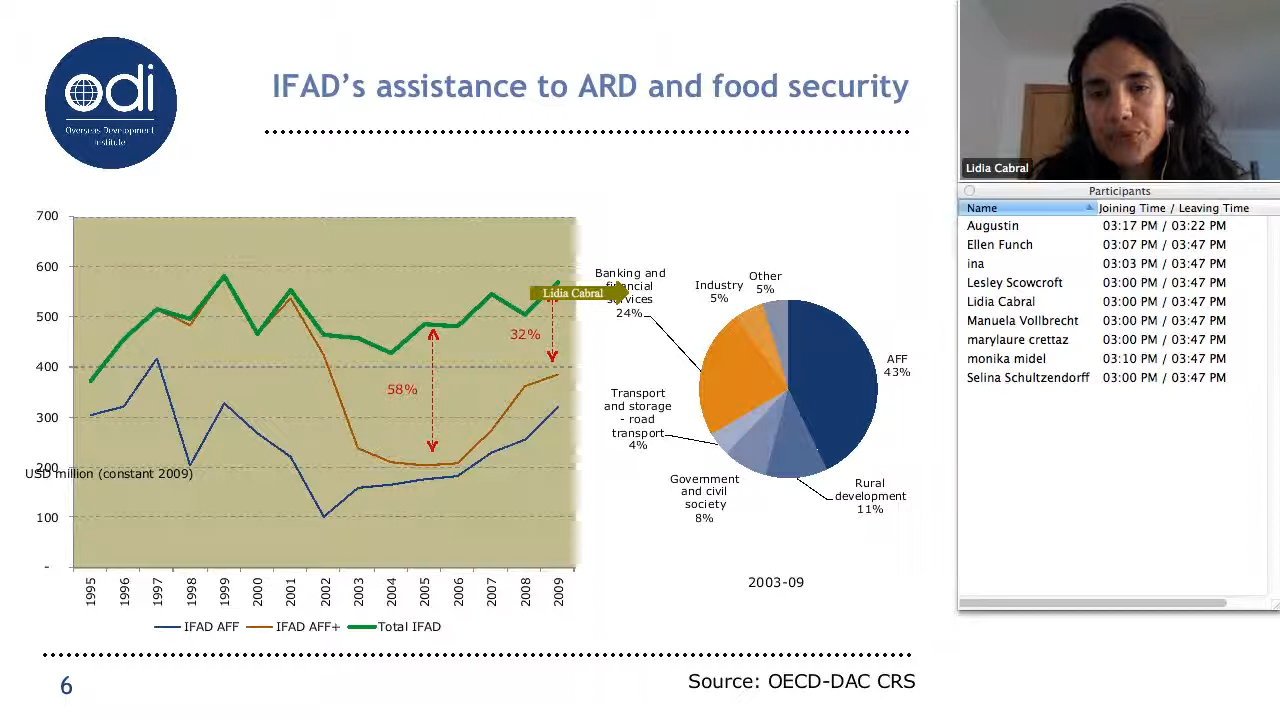 odi
Overseas Development
Institute
IFAD’s assistance to ARD and food security
700
600
500
400
300
200
100
-
USD million (constant 2009)
58%
32%
1995
1996
1997
1998
1999
2000
2001
2002
2003
2004
2005
2006
2007
2008
2009
IFAD AFF
IFAD AFF+
Total IFAD
Lidia Cabral
Banking and
financial
services
24%
Industry
5%
Other
5%
AFF
43%
Transport
and storage
- road
transport
4%
Government
and civil
society
8%
Rural
development
11%
2003-09
6
Source: OECD-DAC CRS
Lidia Cabral
Participants
Name Joining Time / Leaving Time
Augustin 03:17 PM / 03:22 PM
Ellen Funch 03:07 PM / 03:47 PM
ina 03:03 PM / 03:47 PM
Lesley Scowcroft 03:00 PM / 03:47 PM
Lidia Cabral 03:00 PM / 03:47 PM
Manuela Vollbrecht 03:00 PM / 03:47 PM
marylaure crettaz 03:00 PM / 03:47 PM
monika midel 03:10 PM / 03:47 PM
Selina Schultzendorff 03:00 PM / 03:47 PM